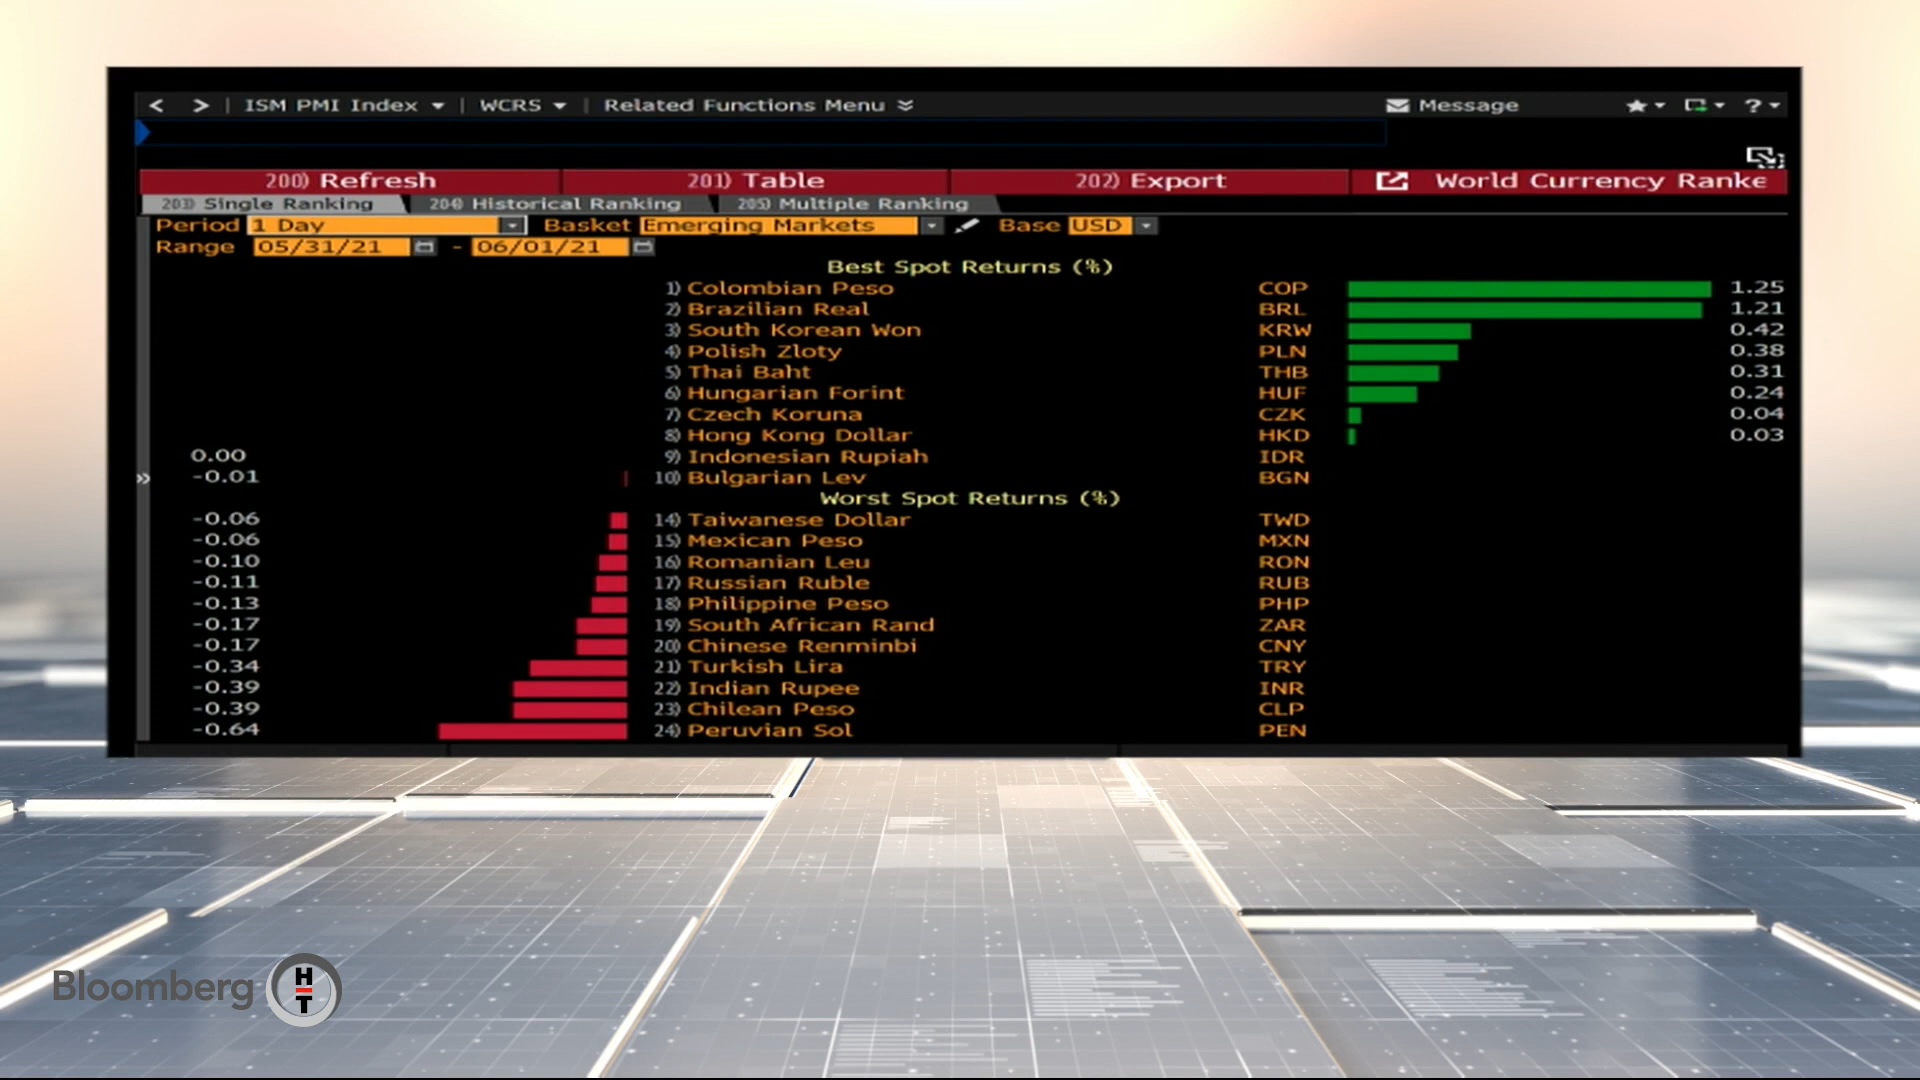 < > | ISM PMI Index | WCRS | Related Functions Menu Message ?
200) Refresh 201) Table 202) Export World Currency Ranke
203) Single Ranking 204) Historical Ranking 205) Multiple Ranking
Period 1 Day Basket Emerging Markets Base USD
Range 05/31/21 - 06/01/21
Best Spot Returns (%)
1) Colombian Peso COP 1.25
2) Brazilian Real BRL 1.21
3) South Korean Won KRW 0.42
4) Polish Zloty PLN 0.38
5) Thai Baht THB 0.31
6) Hungarian Forint HUF 0.24
7) Czech Koruna CZK 0.04
8) Hong Kong Dollar HKD 0.03
0.00 9) Indonesian Rupiah IDR
-0.01 10) Bulgarian Lev BGN
Worst Spot Returns (%)
-0.06 14) Taiwanese Dollar TWD
-0.06 15) Mexican Peso MXN
-0.10 16) Romanian Leu RON
-0.11 17) Russian Ruble RUB
-0.13 18) Philippine Peso PHP
-0.17 19) South African Rand ZAR
-0.17 20) Chinese Renminbi CNY
-0.34 21) Turkish Lira TRY
-0.39 22) Indian Rupee INR
-0.39 23) Chilean Peso CLP
-0.64 24) Peruvian Sol PEN
Bloomberg HT